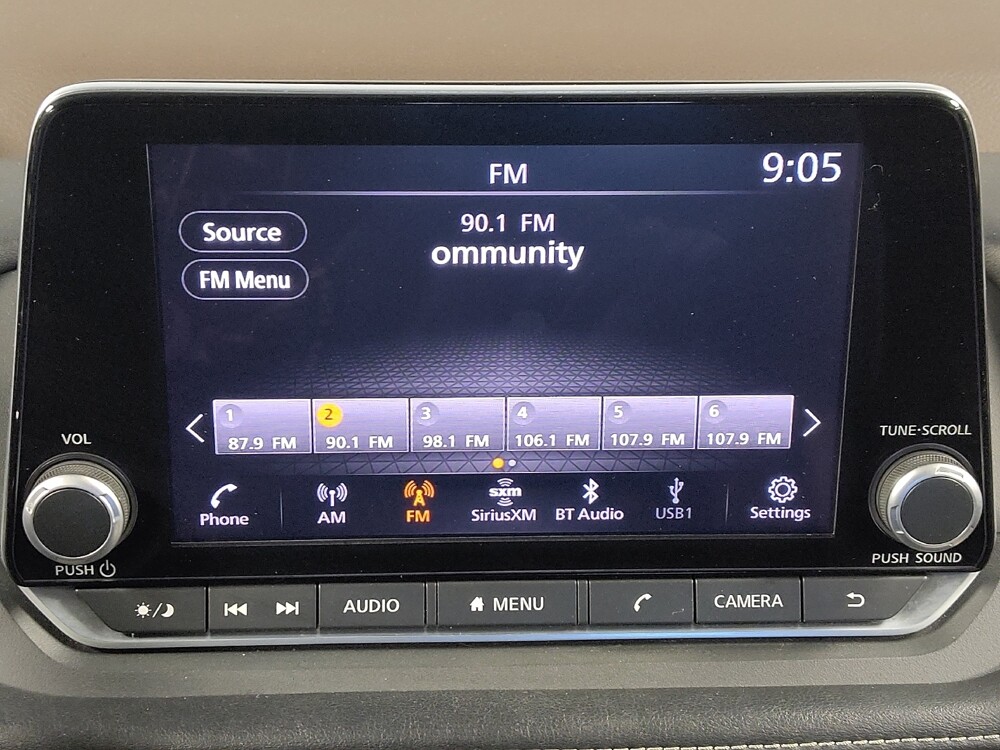 FM 9:05
Source
90.1 FM
ommunity
FM Menu
1 2 3 4 5 6
87.9 FM 90.1 FM 98.1 FM 106.1 FM 107.9 FM 107.9 FM
VOL
TUNE·SCROLL
sxm
Phone AM FM SiriusXM BT Audio USB1 Settings
PUSH
PUSH SOUND
AUDIO MENU CAMERA